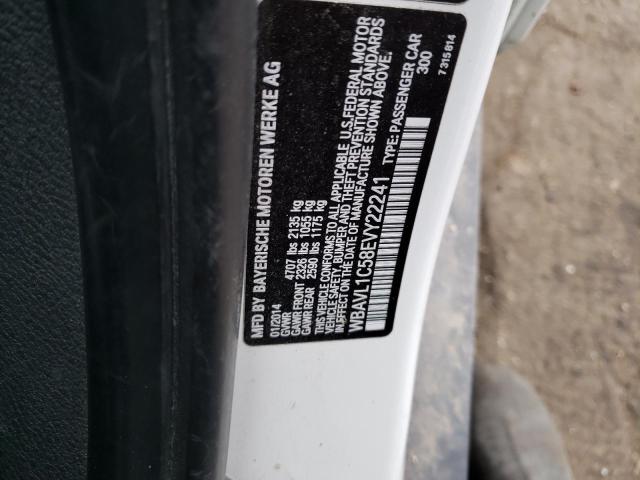 MFD BY BAYERISCHE MOTOREN WERKE AG
01/2014
GVWR 4707 lbs 2135 kg
GAWR FRONT 2326 lbs 1055 kg
GAWR REAR 2590 lbs 1175 kg
THIS VEHICLE CONFORMS TO ALL APPLICABLE U.S. FEDERAL MOTOR
VEHICLE SAFETY, BUMPER AND THEFT PREVENTION STANDARDS
IN EFFECT ON THE DATE OF MANUFACTURE SHOWN ABOVE.
WBAVL1C58EVY22241 TYPE: PASSENGER CAR
300
7 315 814